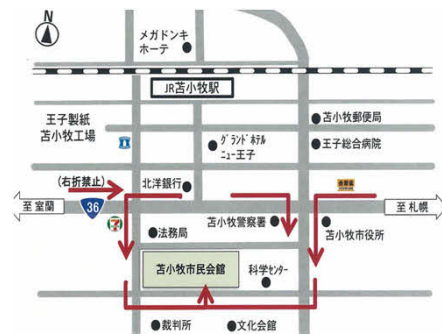 N
メガドンキ
ホーテ
JR苫小牧駅
王子製紙
苫小牧工場
苫小牧郵便局
グランドホテル
ニュー王子
王子総合病院
(右折禁止)
北洋銀行
至 室蘭
36
至 札幌
苫小牧警察署
苫小牧市役所
法務局
苫小牧市民会館
科学センター
裁判所
文化会館